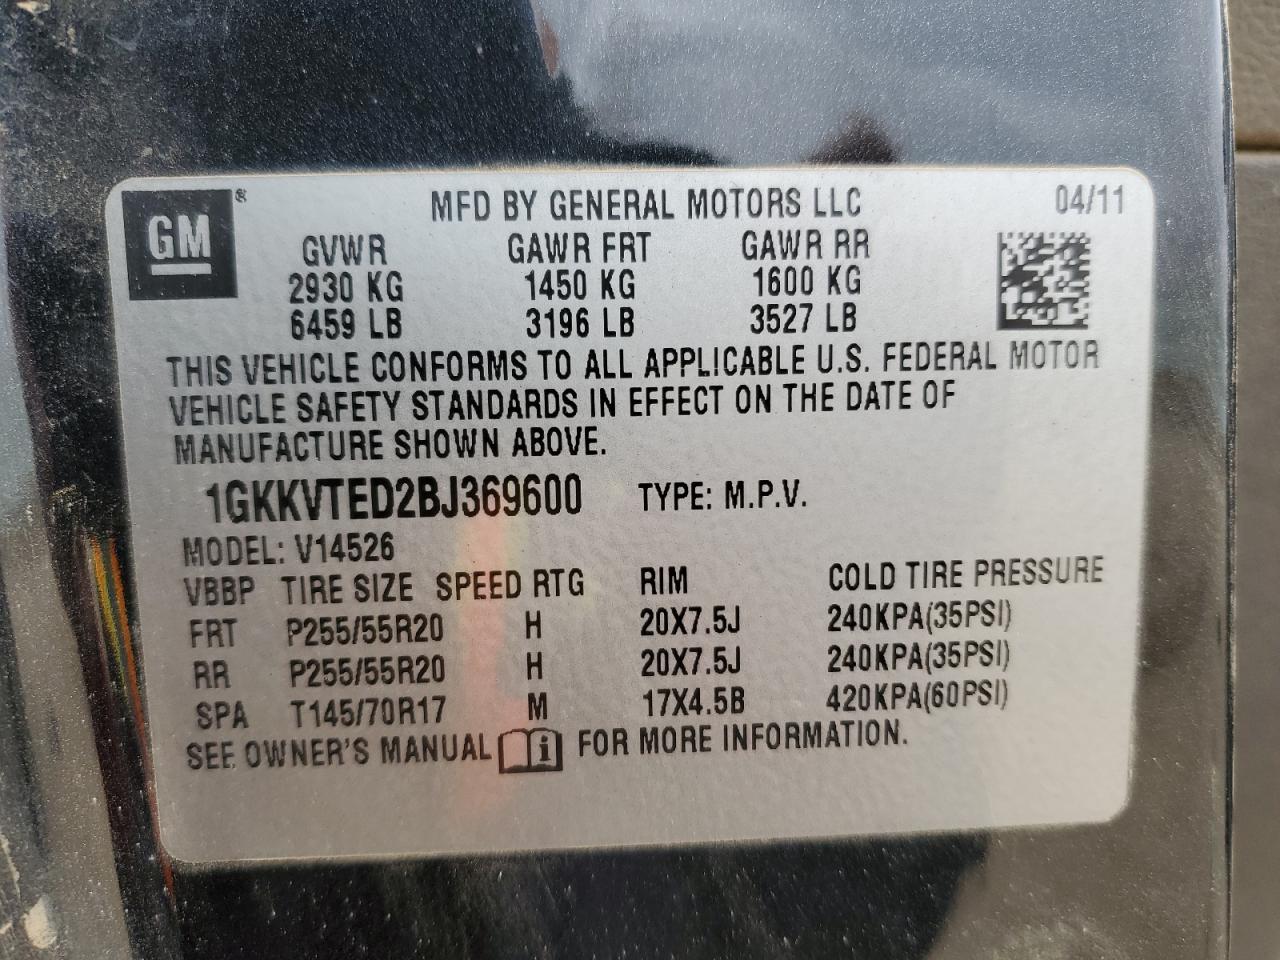 GM ® MFD BY GENERAL MOTORS LLC 04/11
GVWR GAWR FRT GAWR RR
2930 KG 1450 KG 1600 KG
6459 LB 3196 LB 3527 LB
THIS VEHICLE CONFORMS TO ALL APPLICABLE U.S. FEDERAL MOTOR
VEHICLE SAFETY STANDARDS IN EFFECT ON THE DATE OF
MANUFACTURE SHOWN ABOVE.
1GKKVTED2BJ369600 TYPE: M.P.V.
MODEL: V14526
VBBP TIRE SIZE SPEED RTG RIM COLD TIRE PRESSURE
FRT P255/55R20 H 20X7.5J 240KPA(35PSI)
RR P255/55R20 H 20X7.5J 240KPA(35PSI)
SPA T145/70R17 M 17X4.5B 420KPA(60PSI)
SEE OWNER'S MANUAL i FOR MORE INFORMATION.